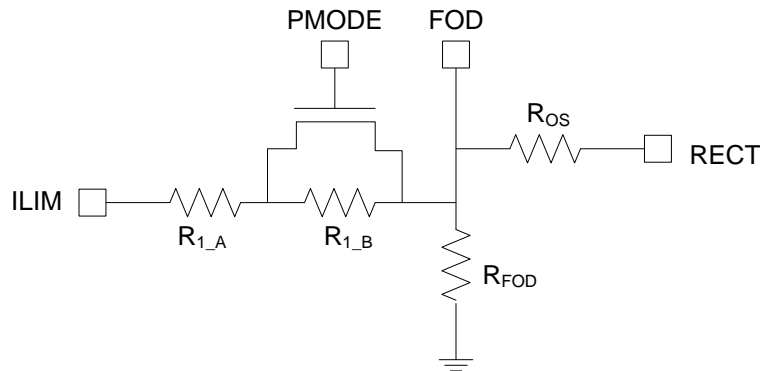 PMODE
FOD
ROS
RECT
ILIM
R1_A
R1_B
RFOD